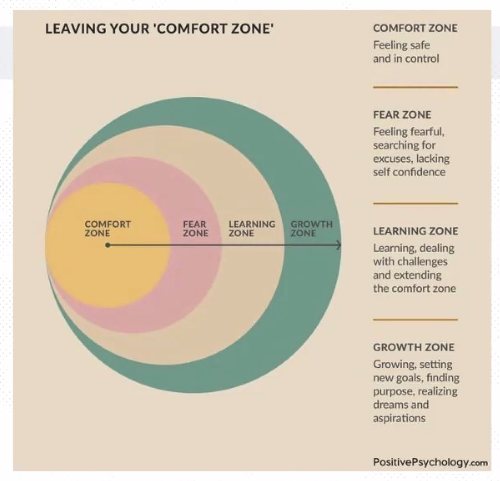 LEAVING YOUR 'COMFORT ZONE'
COMFORT
ZONE
FEAR
ZONE
LEARNING
ZONE
GROWTH
ZONE
COMFORT ZONE
Feeling safe
and in control
FEAR ZONE
Feeling fearful,
searching for
excuses, lacking
self confidence
LEARNING ZONE
Learning, dealing
with challenges
and extending
the comfort zone
GROWTH ZONE
Growing, setting
new goals, finding
purpose, realizing
dreams and
aspirations
PositivePsychology.com